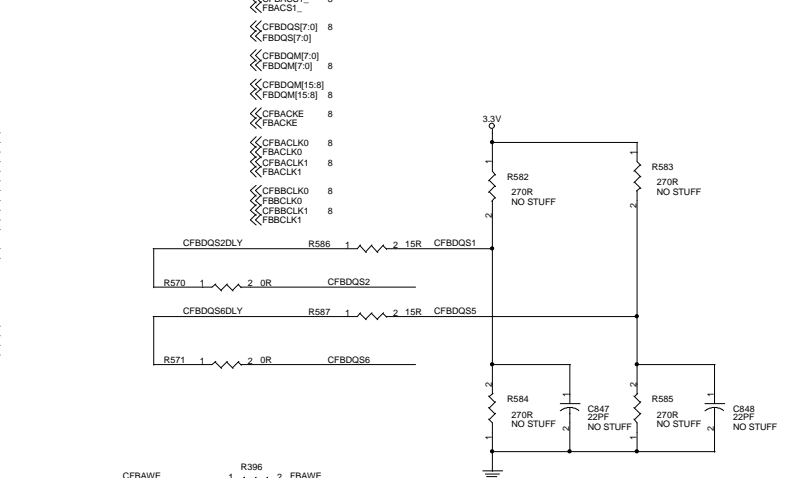 CFBACS1_ 8
FBACS1_
CFBDQS[7:0] 8
FBDQS[7:0]
CFBDQM[7:0]
FBDQM[7:0] 8
CFBDQM[15:8]
FBDQM[15:8] 8
CFBACKE 8
FBACKE
CFBACLK0 8
FBACLK0
CFBACLK1 8
FBACLK1
CFBBCLK0 8
FBBCLK0
CFBBCLK1 8
FBBCLK1
3.3V
1
R582
270R
NO STUFF
2
1
R583
270R
NO STUFF
2
CFBDQS2DLY R586 1 2 15R CFBDQS1
R570 1 2 0R CFBDQS2
CFBDQS6DLY R587 1 2 15R CFBDQS5
R571 1 2 0R CFBDQS6
2
R584
270R
NO STUFF
1
1
C847
22PF
NO STUFF
2
2
R585
270R
NO STUFF
1
1
C848
22PF
NO STUFF
2
R396
CFBAWE 1 2 FBAWE